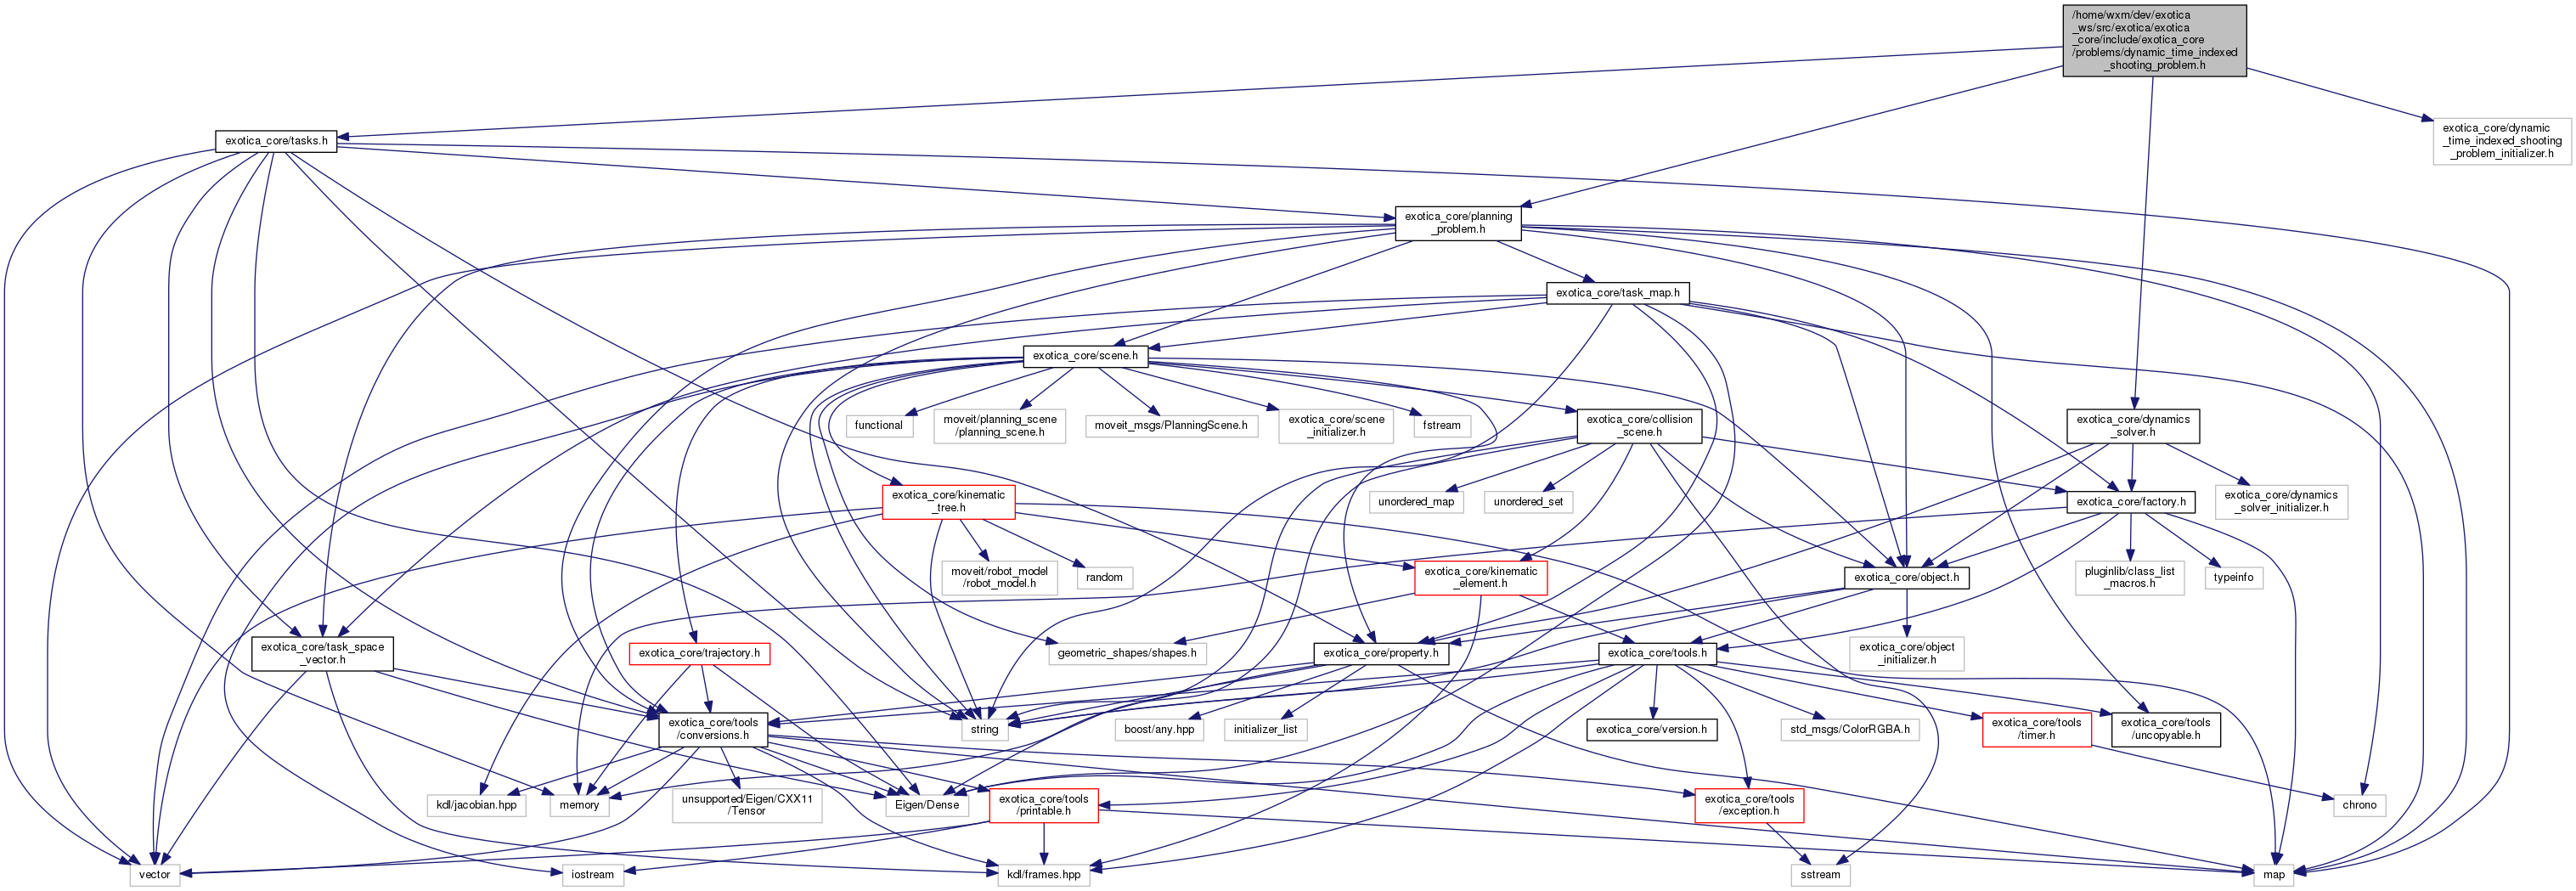 /home/wxm/dev/exotica
_ws/src/exotica/exotica
_core/include/exotica_core
/problems/dynamic_time_indexed
_shooting_problem.h
exotica_core/tasks.h
exotica_core/dynamic
_time_indexed_shooting
_problem_initializer.h
exotica_core/planning
_problem.h
exotica_core/task_map.h
exotica_core/scene.h
functional
moveit/planning_scene
/planning_scene.h
moveit_msgs/PlanningScene.h
exotica_core/scene
_initializer.h
fstream
exotica_core/collision
_scene.h
exotica_core/dynamics
_solver.h
exotica_core/kinematic
_tree.h
unordered_map
unordered_set
exotica_core/factory.h
exotica_core/dynamics
_solver_initializer.h
moveit/robot_model
/robot_model.h
random
exotica_core/kinematic
_element.h
exotica_core/object.h
pluginlib/class_list
_macros.h
typeinfo
exotica_core/task_space
_vector.h
exotica_core/trajectory.h
geometric_shapes/shapes.h
exotica_core/property.h
exotica_core/tools.h
exotica_core/object
_initializer.h
exotica_core/tools
/conversions.h
string
boost/any.hpp
initializer_list
exotica_core/version.h
std_msgs/ColorRGBA.h
exotica_core/tools
/timer.h
exotica_core/tools
/uncopyable.h
kdl/jacobian.hpp
memory
unsupported/Eigen/CXX11
/Tensor
Eigen/Dense
exotica_core/tools
/printable.h
exotica_core/tools
/exception.h
chrono
vector
iostream
kdl/frames.hpp
sstream
map